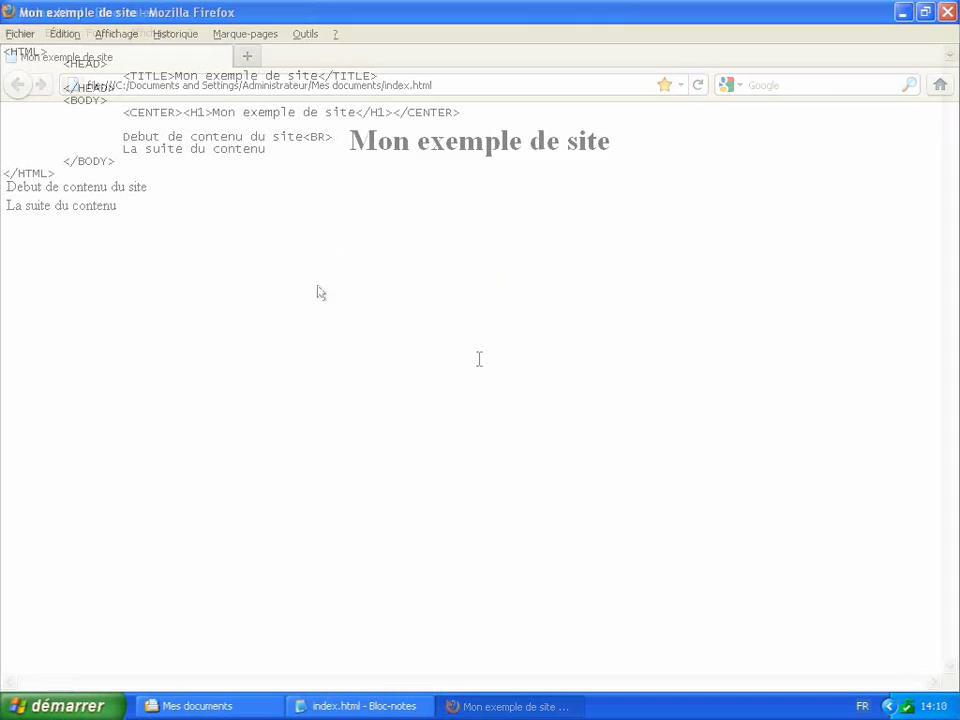 Mon exemple de site - Mozilla Firefox
Fichier Édition Affichage Historique Marque-pages Outils ?
<HTML>
Mon exemple de site
<HEAD>
<TITLE>Mon exemple de site</TITLE>
file:///C:/Documents and Settings/Administrateur/Mes documents/index.html
Google
</HEAD>
<BODY>
<CENTER><H1>Mon exemple de site</H1></CENTER>
Debut de contenu du site<BR>
Mon exemple de site
La suite du contenu
</BODY>
</HTML>
Debut de contenu du site
La suite du contenu
démarrer Mes documents index.html - Bloc-notes Mon exemple de site ... FR 14:10